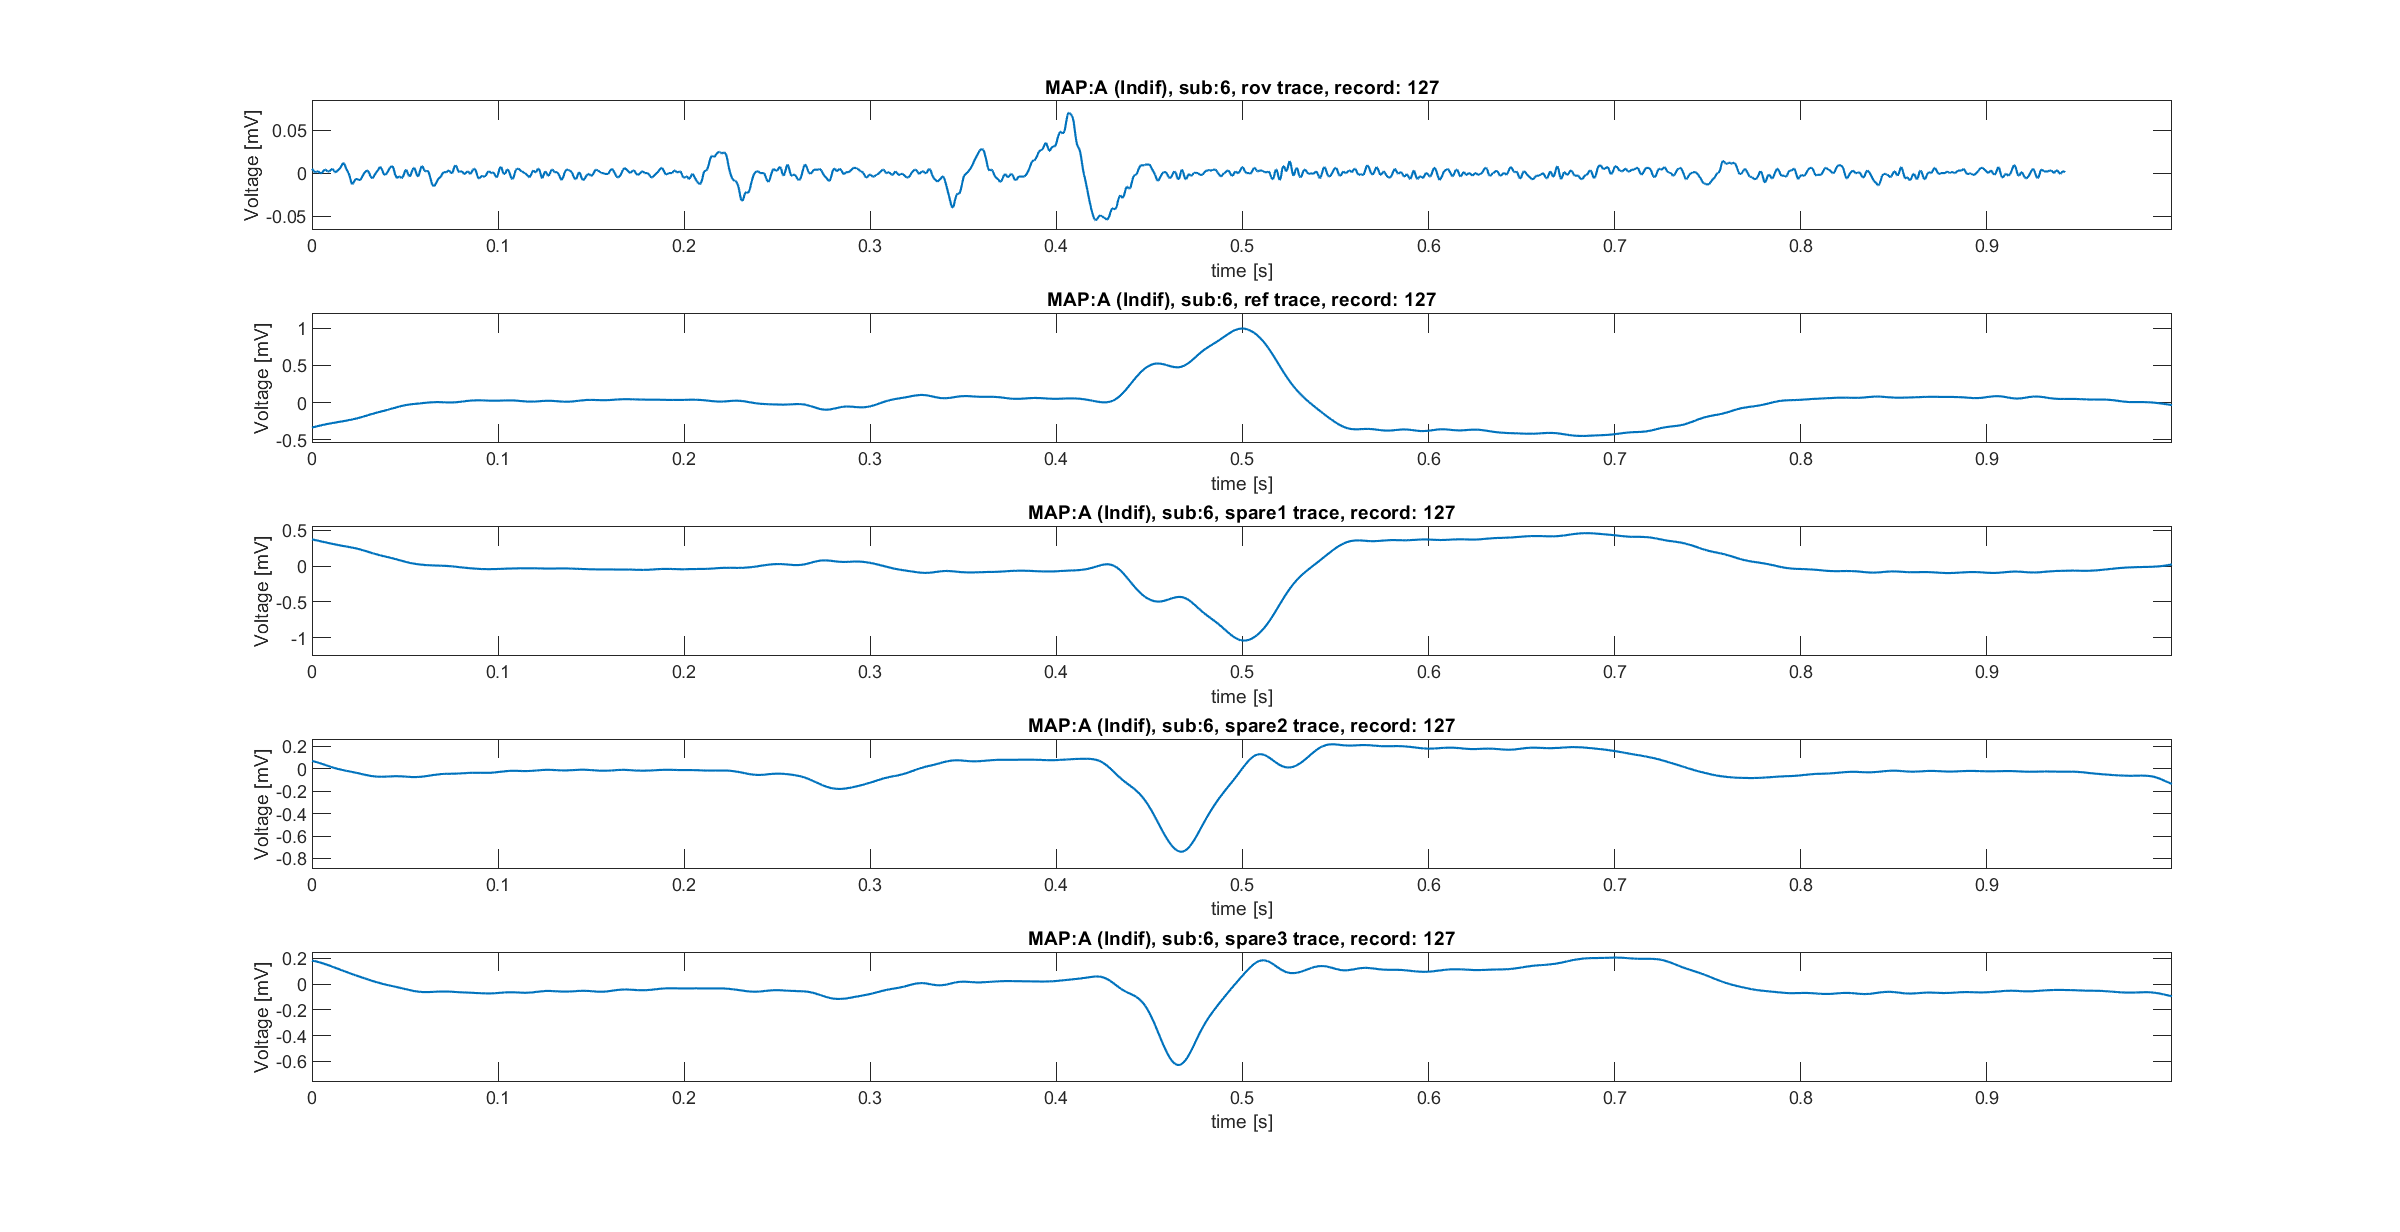 MAP:A (Indif), sub:6, rov trace, record: 127
Voltage [mV]
0.05
0
-0.05
0 0.1 0.2 0.3 0.4 0.5 0.6 0.7 0.8 0.9
time [s]
MAP:A (Indif), sub:6, ref trace, record: 127
Voltage [mV]
1
0.5
0
-0.5
0 0.1 0.2 0.3 0.4 0.5 0.6 0.7 0.8 0.9
time [s]
MAP:A (Indif), sub:6, spare1 trace, record: 127
Voltage [mV]
0.5
0
-0.5
-1
0 0.1 0.2 0.3 0.4 0.5 0.6 0.7 0.8 0.9
time [s]
MAP:A (Indif), sub:6, spare2 trace, record: 127
Voltage [mV]
0.2
0
-0.2
-0.4
-0.6
-0.8
0 0.1 0.2 0.3 0.4 0.5 0.6 0.7 0.8 0.9
time [s]
MAP:A (Indif), sub:6, spare3 trace, record: 127
Voltage [mV]
0.2
0
-0.2
-0.4
-0.6
0 0.1 0.2 0.3 0.4 0.5 0.6 0.7 0.8 0.9
time [s]